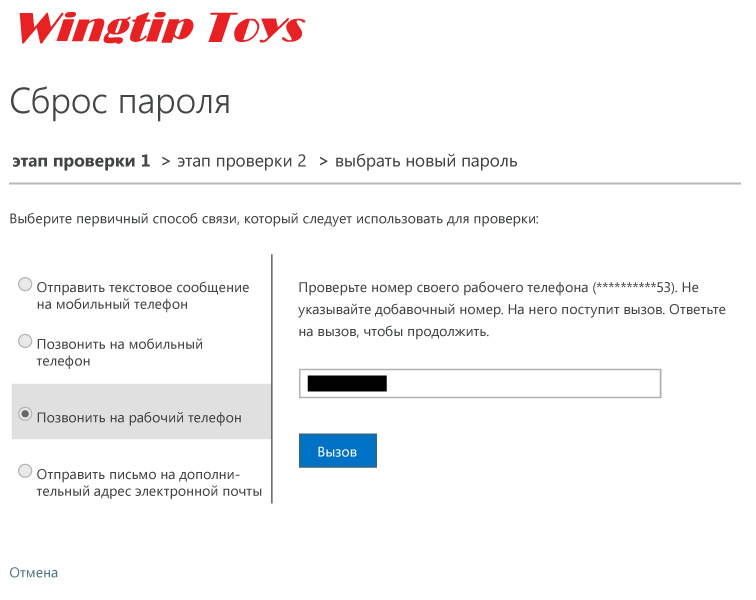 Wingtip Toys
Сброс пароля
этап проверки 1 > этап проверки 2 > выбрать новый пароль
Выберите первичный способ связи, который следует использовать для проверки:
Отправить текстовое сообщение
на мобильный телефон
Позвонить на мобильный
телефон
Позвонить на рабочий телефон
Отправить письмо на дополни-
тельный адрес электронной почты
Проверьте номер своего рабочего телефона (**********53). Не
указывайте добавочный номер. На него поступит вызов. Ответьте
на вызов, чтобы продолжить.
Вызов
Отмена